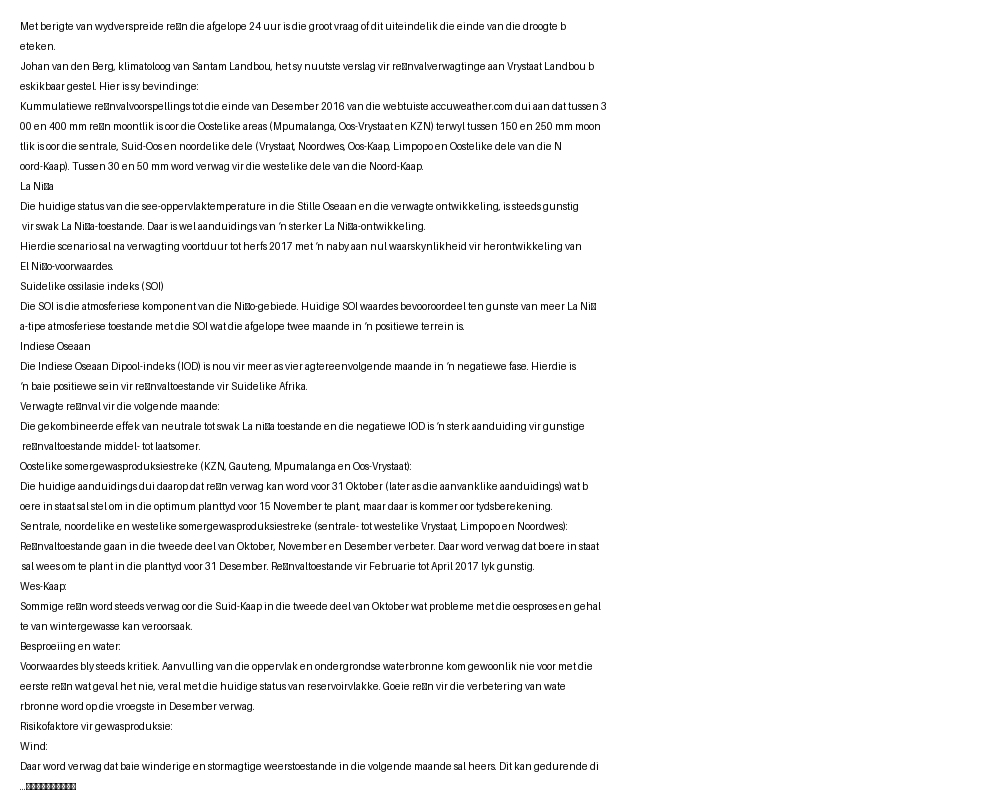 Met berigte van wydverspreide re□n die afgelope 24 uur is die groot vraag of dit uiteindelik die einde van die droogte b
eteken.
Johan van den Berg, klimatoloog van Santam Landbou, het sy nuutste verslag vir re□nvalverwagtinge aan Vrystaat Landbou b
eskikbaar gestel. Hier is sy bevindinge:
Kummulatiewe re□nvalvoorspellings tot die einde van Desember 2016 van die webtuiste accuweather.com dui aan dat tussen 3
00 en 400 mm re□n moontlik is oor die Oostelike areas (Mpumalanga, Oos-Vrystaat en KZN) terwyl tussen 150 en 250 mm moon
tlik is oor die sentrale, Suid-Oos en noordelike dele (Vrystaat, Noordwes, Oos-Kaap, Limpopo en Oostelike dele van die N
oord-Kaap). Tussen 30 en 50 mm word verwag vir die westelike dele van die Noord-Kaap.
La Ni□a
Die huidige status van die see-oppervlaktemperature in die Stille Oseaan en die verwagte ontwikkeling, is steeds gunstig
vir swak La Ni□a-toestande. Daar is wel aanduidings van ‘n sterker La Ni□a-ontwikkeling.
Hierdie scenario sal na verwagting voortduur tot herfs 2017 met ‘n naby aan nul waarskynlikheid vir herontwikkeling van
El Ni□o-voorwaardes.
Suidelike ossilasie indeks (SOI)
Die SOI is die atmosferiese komponent van die Ni□o-gebiede. Huidige SOI waardes bevooroordeel ten gunste van meer La Ni□
a-tipe atmosferiese toestande met die SOI wat die afgelope twee maande in ‘n positiewe terrein is.
Indiese Oseaan
Die Indiese Oseaan Dipool-indeks (IOD) is nou vir meer as vier agtereenvolgende maande in ‘n negatiewe fase. Hierdie is
‘n baie positiewe sein vir re□nvaltoestande vir Suidelike Afrika.
Verwagte re□nval vir die volgende maande:
Die gekombineerde effek van neutrale tot swak La ni□a toestande en die negatiewe IOD is ‘n sterk aanduiding vir gunstige
re□nvaltoestande middel- tot laatsomer.
Oostelike somergewasproduksiestreke (KZN, Gauteng, Mpumalanga en Oos-Vrystaat):
Die huidige aanduidings dui daarop dat re□n verwag kan word voor 31 Oktober (later as die aanvanklike aanduidings) wat b
oere in staat sal stel om in die optimum planttyd voor 15 November te plant, maar daar is kommer oor tydsberekening.
Sentrale, noordelike en westelike somergewasproduksiestreke (sentrale- tot westelike Vrystaat, Limpopo en Noordwes):
Re□nvaltoestande gaan in die tweede deel van Oktober, November en Desember verbeter. Daar word verwag dat boere in staat
sal wees om te plant in die planttyd voor 31 Desember. Re□nvaltoestande vir Februarie tot April 2017 lyk gunstig.
Wes-Kaap:
Sommige re□n word steeds verwag oor die Suid-Kaap in die tweede deel van Oktober wat probleme met die oesproses en gehal
te van wintergewasse kan veroorsaak.
Besproeiing en water:
Voorwaardes bly steeds kritiek. Aanvulling van die oppervlak en ondergrondse waterbronne kom gewoonlik nie voor met die
eerste re□n wat geval het nie, veral met die huidige status van reservoirvlakke. Goeie re□n vir die verbetering van wate
rbronne word op die vroegste in Desember verwag.
Risikofaktore vir gewasproduksie:
Wind:
Daar word verwag dat baie winderige en stormagtige weerstoestande in die volgende maande sal heers. Dit kan gedurende di
...□□□□□□□□□□